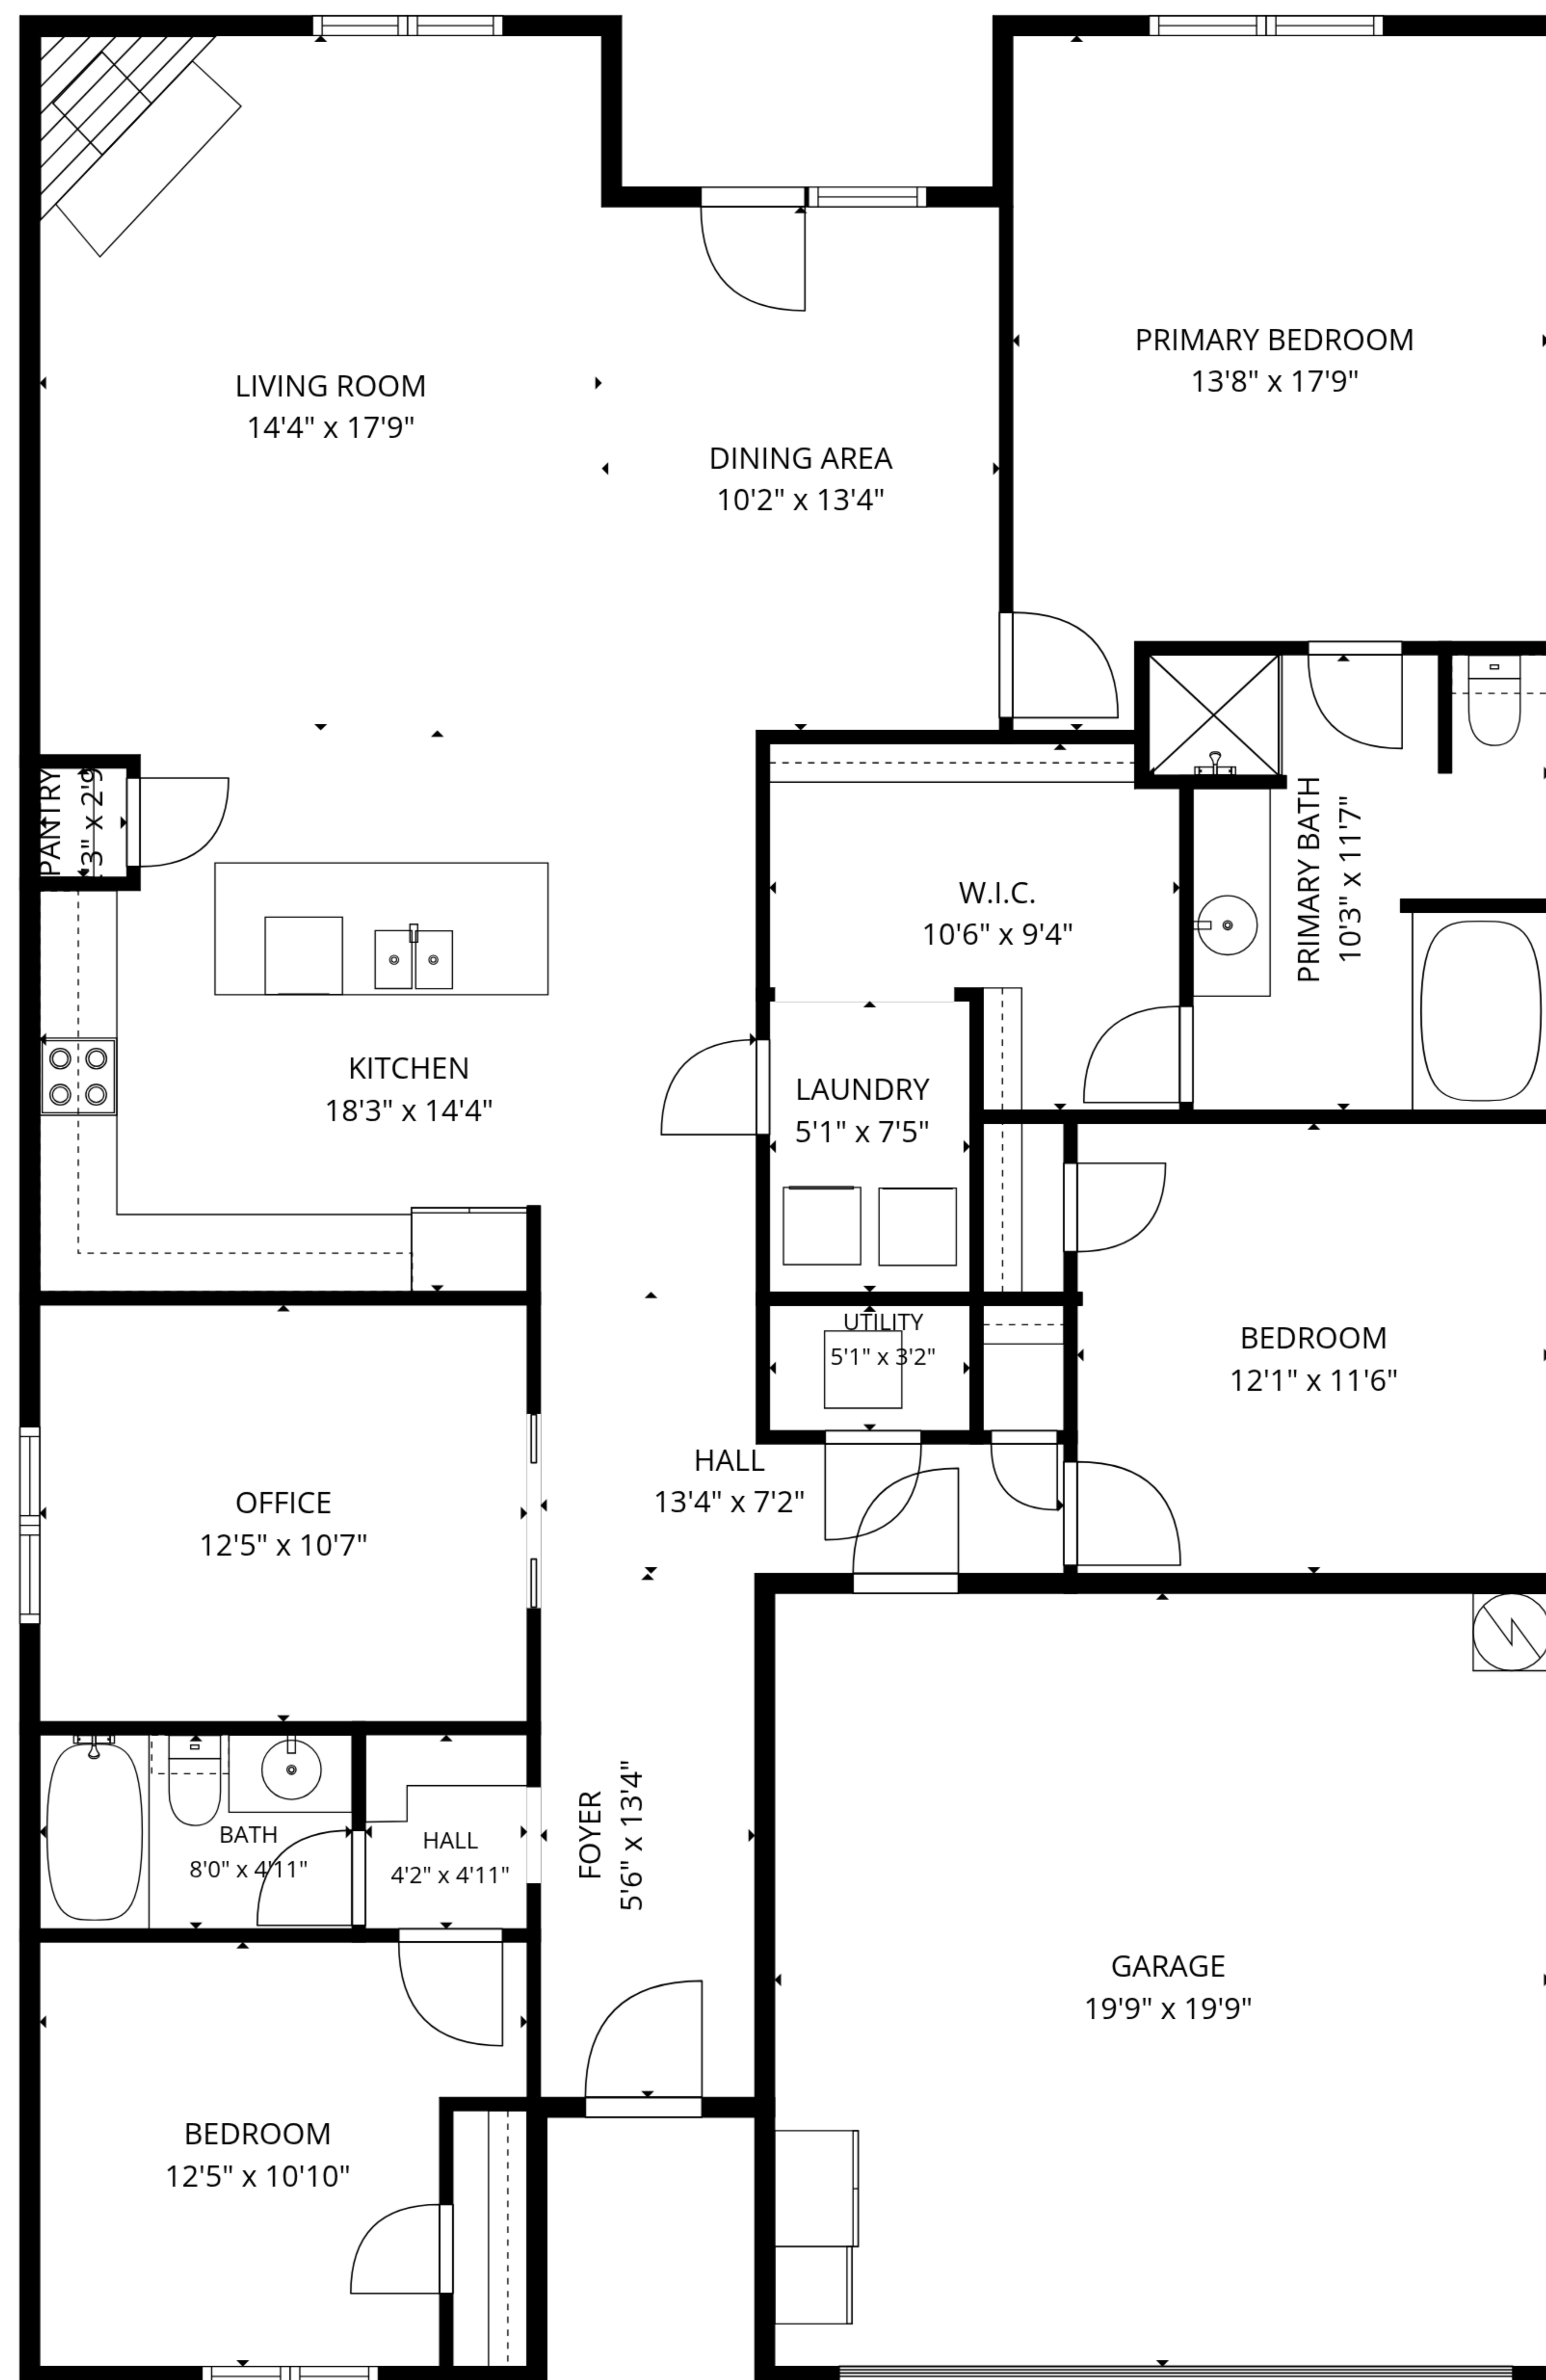 PRIMARY BEDROOM
13'8" x 17'9"
LIVING ROOM
14'4" x 17'9"
DINING AREA
10'2" x 13'4"
PANTRY
3" x 2'9
PRIMARY BATH
10'3" x 11'7"
W.I.C.
10'6" x 9'4"
KITCHEN
18'3" x 14'4"
LAUNDRY
5'1" x 7'5"
UTILITY
5'1" x 3'2"
BEDROOM
12'1" x 11'6"
HALL
13'4" x 7'2"
OFFICE
12'5" x 10'7"
BATH
8'0" x 4'11"
HALL
4'2" x 4'11"
FOYER
5'6" x 13'4"
GARAGE
19'9" x 19'9"
BEDROOM
12'5" x 10'10"